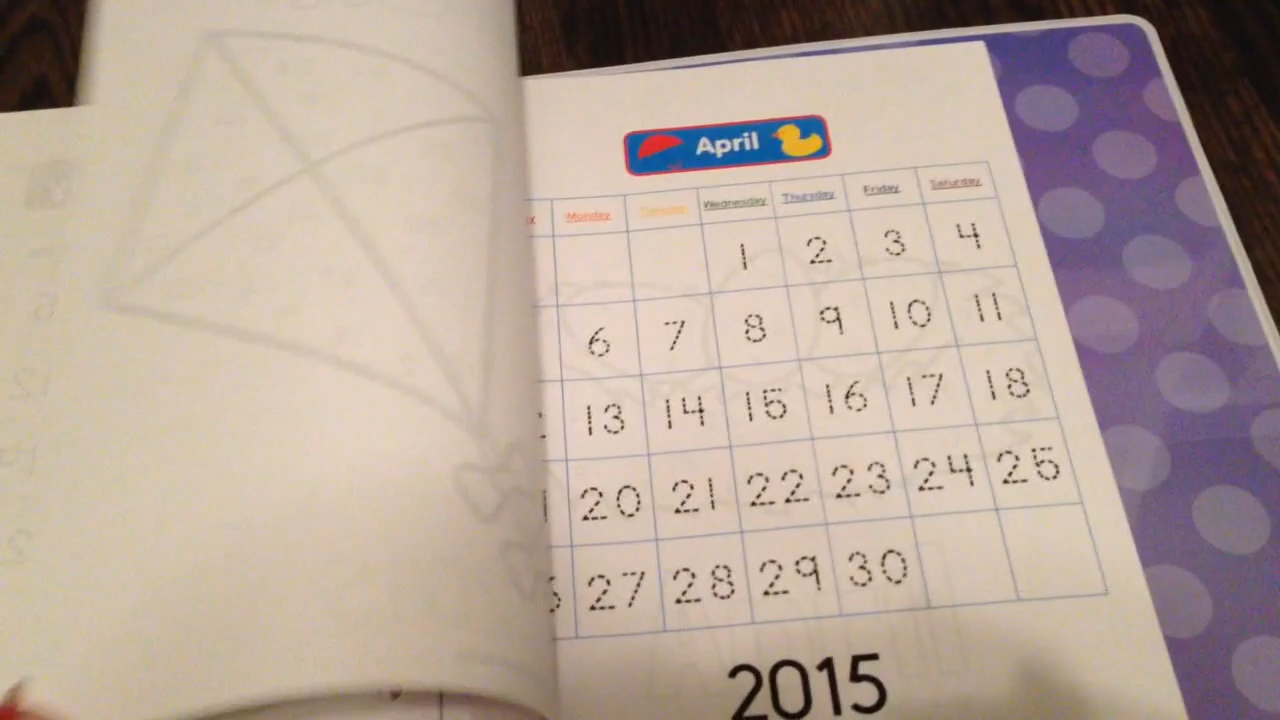 April
Monday Tuesday Wednesday Thursday Friday Saturday
1 2 3 4
6 7 8 9 10 11
13 14 15 16 17 18
20 21 22 23 24 25
27 28 29 30
2015